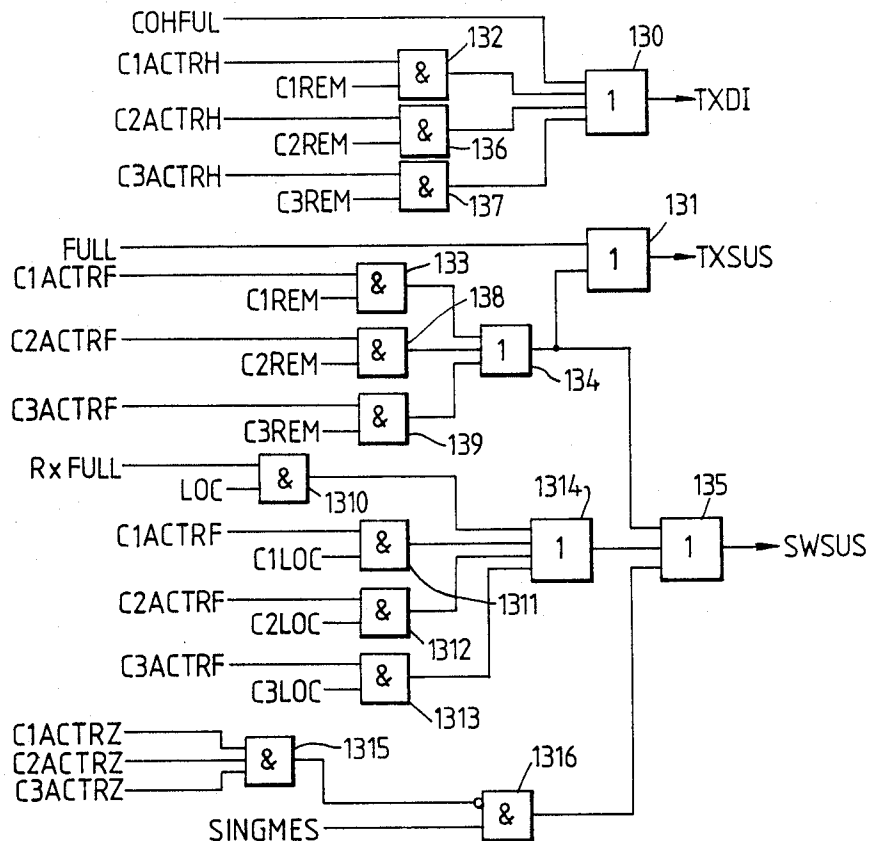 COHFUL
132
130
C1ACTRH
&
C1REM
1
TXDI
C2ACTRH
&
C2REM
136
C3ACTRH
&
C3REM
137
131
FULL
1
TXSUS
C1ACTRF
133
&
C1REM
138
C2ACTRF
&
1
C2REM
134
C3ACTRF
&
C3REM
139
RxFULL
&
LOC
1310
1314
135
C1ACTRF
&
1
1
SWSUS
C1LOC
1311
C2ACTRF
&
C2LOC
1312
C3ACTRF
&
C3LOC
1313
C1ACTRZ
1315
C2ACTRZ
&
1316
C3ACTRZ
&
SINGMES